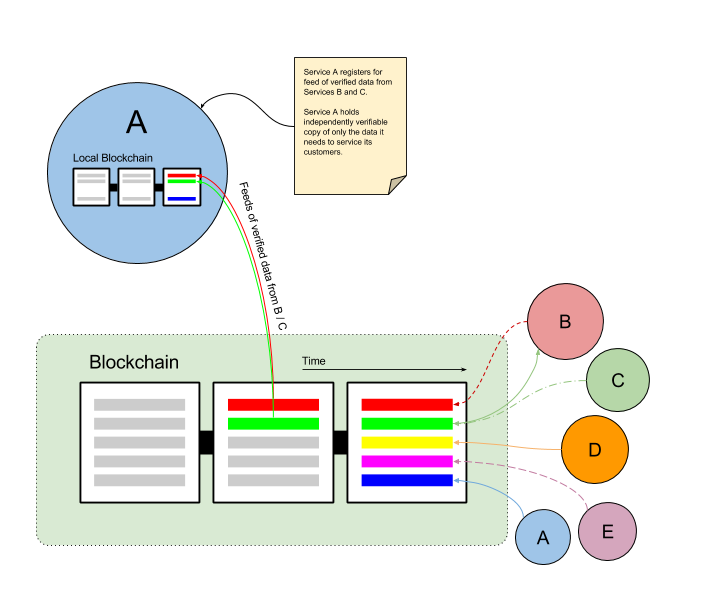 Service A registers for
feed of verified data from
Services B and C.
Service A holds
independently verifiable
copy of only the data it
needs to service its
customers.
A
Local Blockchain
Feeds of verified data from B / C
B
Blockchain
Time
C
D
A
E